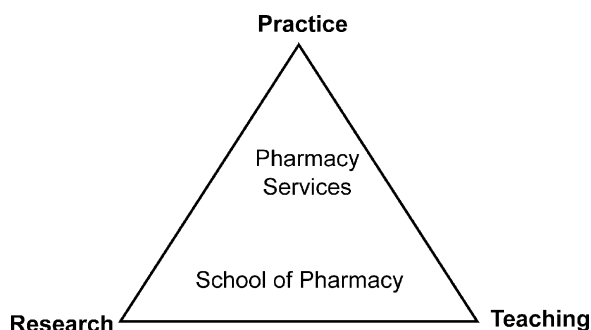 Practice
Pharmacy
Services
School of Pharmacy
Research
Teaching